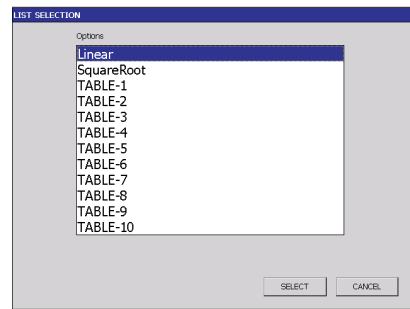 LIST SELECTION
Options
Linear
SquareRoot
TABLE-1
TABLE-2
TABLE-3
TABLE-4
TABLE-5
TABLE-6
TABLE-7
TABLE-8
TABLE-9
TABLE-10
SELECT CANCEL